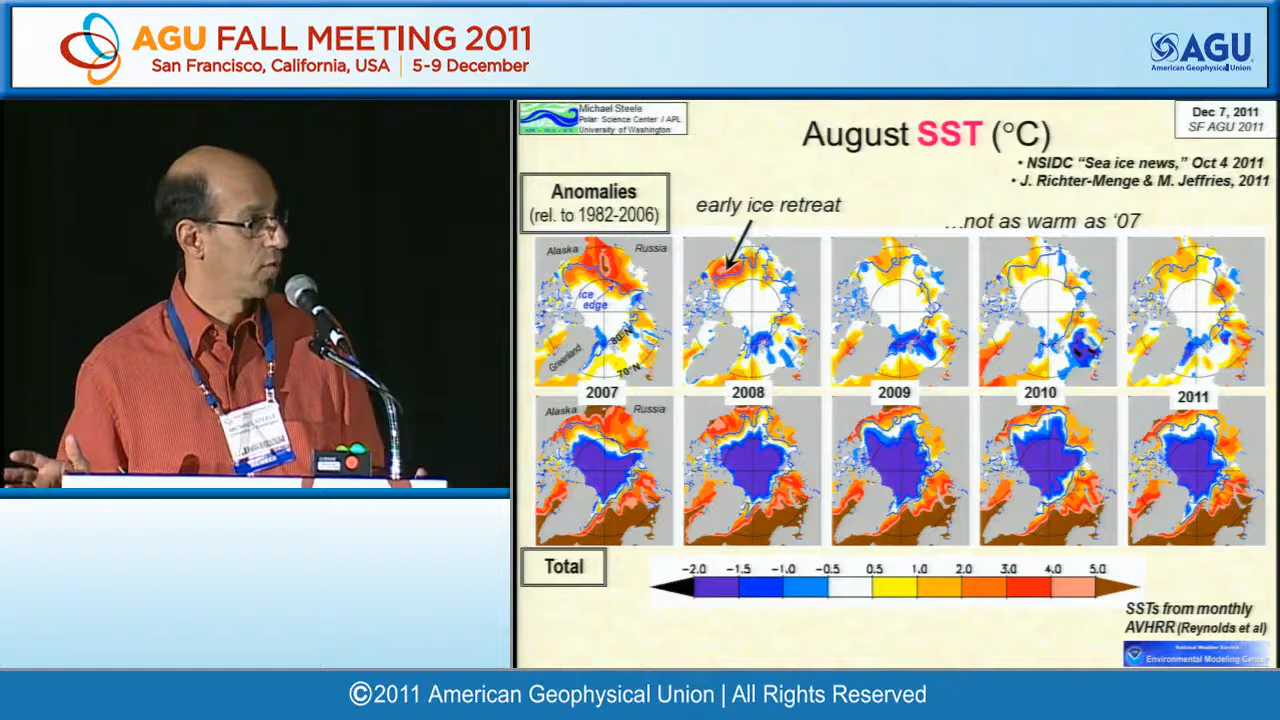 AGU FALL MEETING 2011
San Francisco, California, USA | 5-9 December
AGU
American Geophysical Union
Michael Steele
Polar Science Center / APL
University of Washington
August SST (°C)
Dec 7, 2011
SF AGU 2011
• NSIDC "Sea ice news," Oct 4 2011
• J. Richter-Menge & M. Jeffries, 2011
Anomalies
(rel. to 1982-2006)
early ice retreat
...not as warm as '07
Alaska
Russia
ice
edge
Greenland
80°N
70°N
2007
2008
2009
2010
2011
Alaska
Russia
Total
-2.0 -1.5 -1.0 -0.5 0.5 1.0 2.0 3.0 4.0 5.0
SSTs from monthly
AVHRR (Reynolds et al)
National Weather Service
Environmental Modeling Center
MICHAEL STEELE
©2011 American Geophysical Union | All Rights Reserved